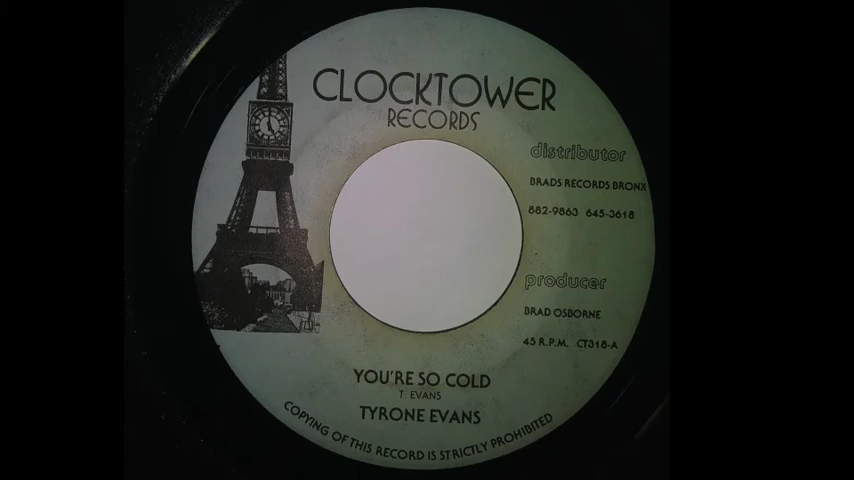 CLOCKTOWER
RECORDS
distributor
BRADS RECORDS BRONX
882-9863 645-3618
producer
BRAD OSBORNE
45 R.P.M. CT318-A
YOU'RE SO COLD
T. EVANS
TYRONE EVANS
COPYING OF THIS RECORD IS STRICTLY PROHIBITED